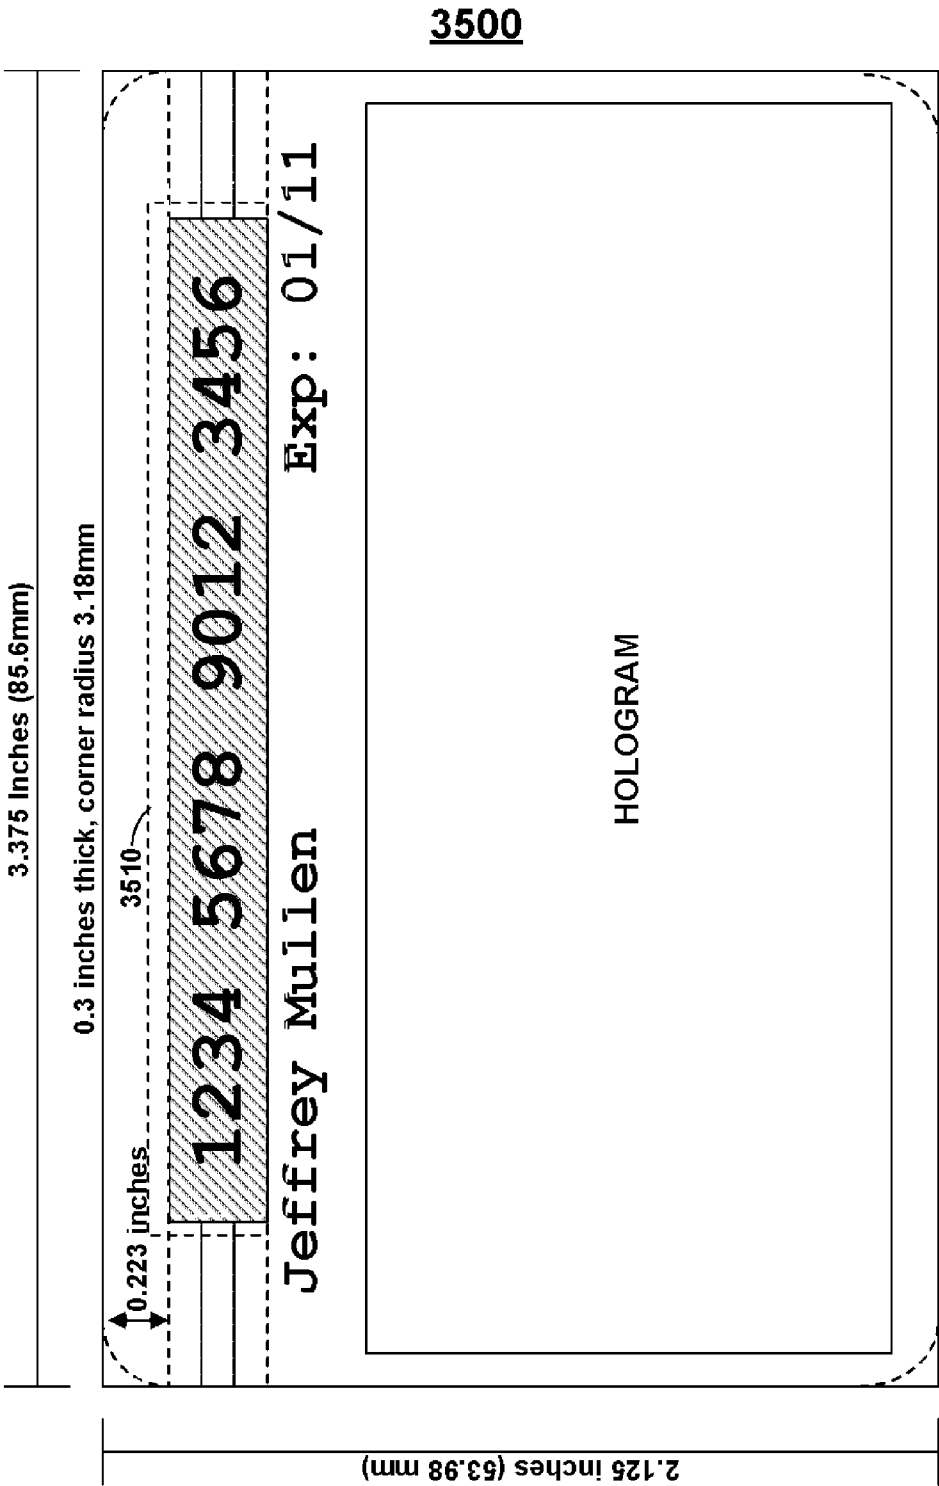 3500
3.375 Inches (85.6mm)
0.3 inches thick, corner radius 3.18mm
3510
0.223 inches
1234 5678 9012 3456
Jeffrey Mullen Exp: 01/11
HOLOGRAM
2.125 inches (53.98 mm)